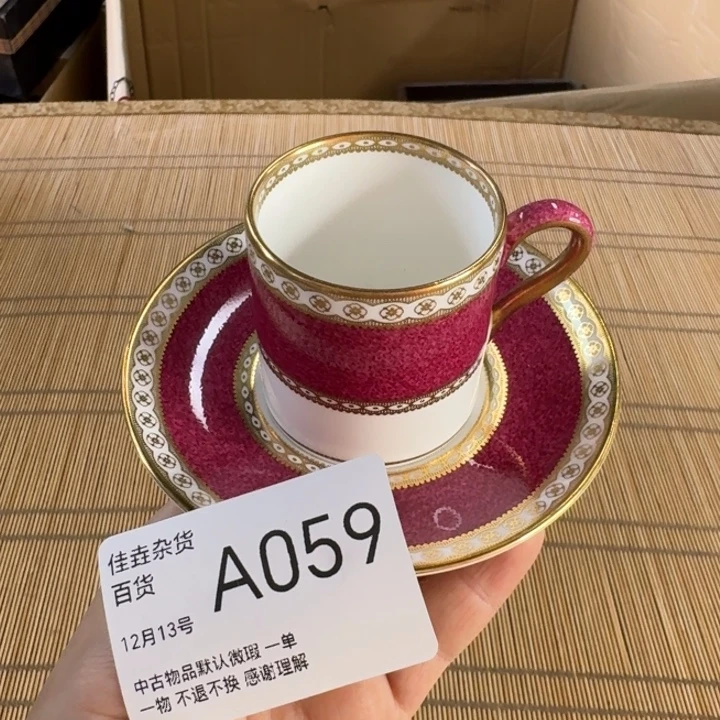 佳垚杂货
百货
A059
12月13号
中古物品默认微瑕 一单
一物 不退不换 感谢理解